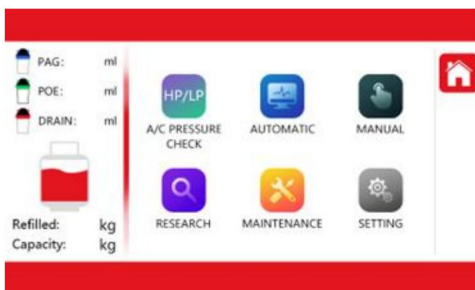 PAG: ml
POE: ml
DRAIN: ml
Refilled: kg
Capacity: kg
HP/LP
A/C PRESSURE
CHECK
AUTOMATIC
MANUAL
RESEARCH
MAINTENANCE
SETTING